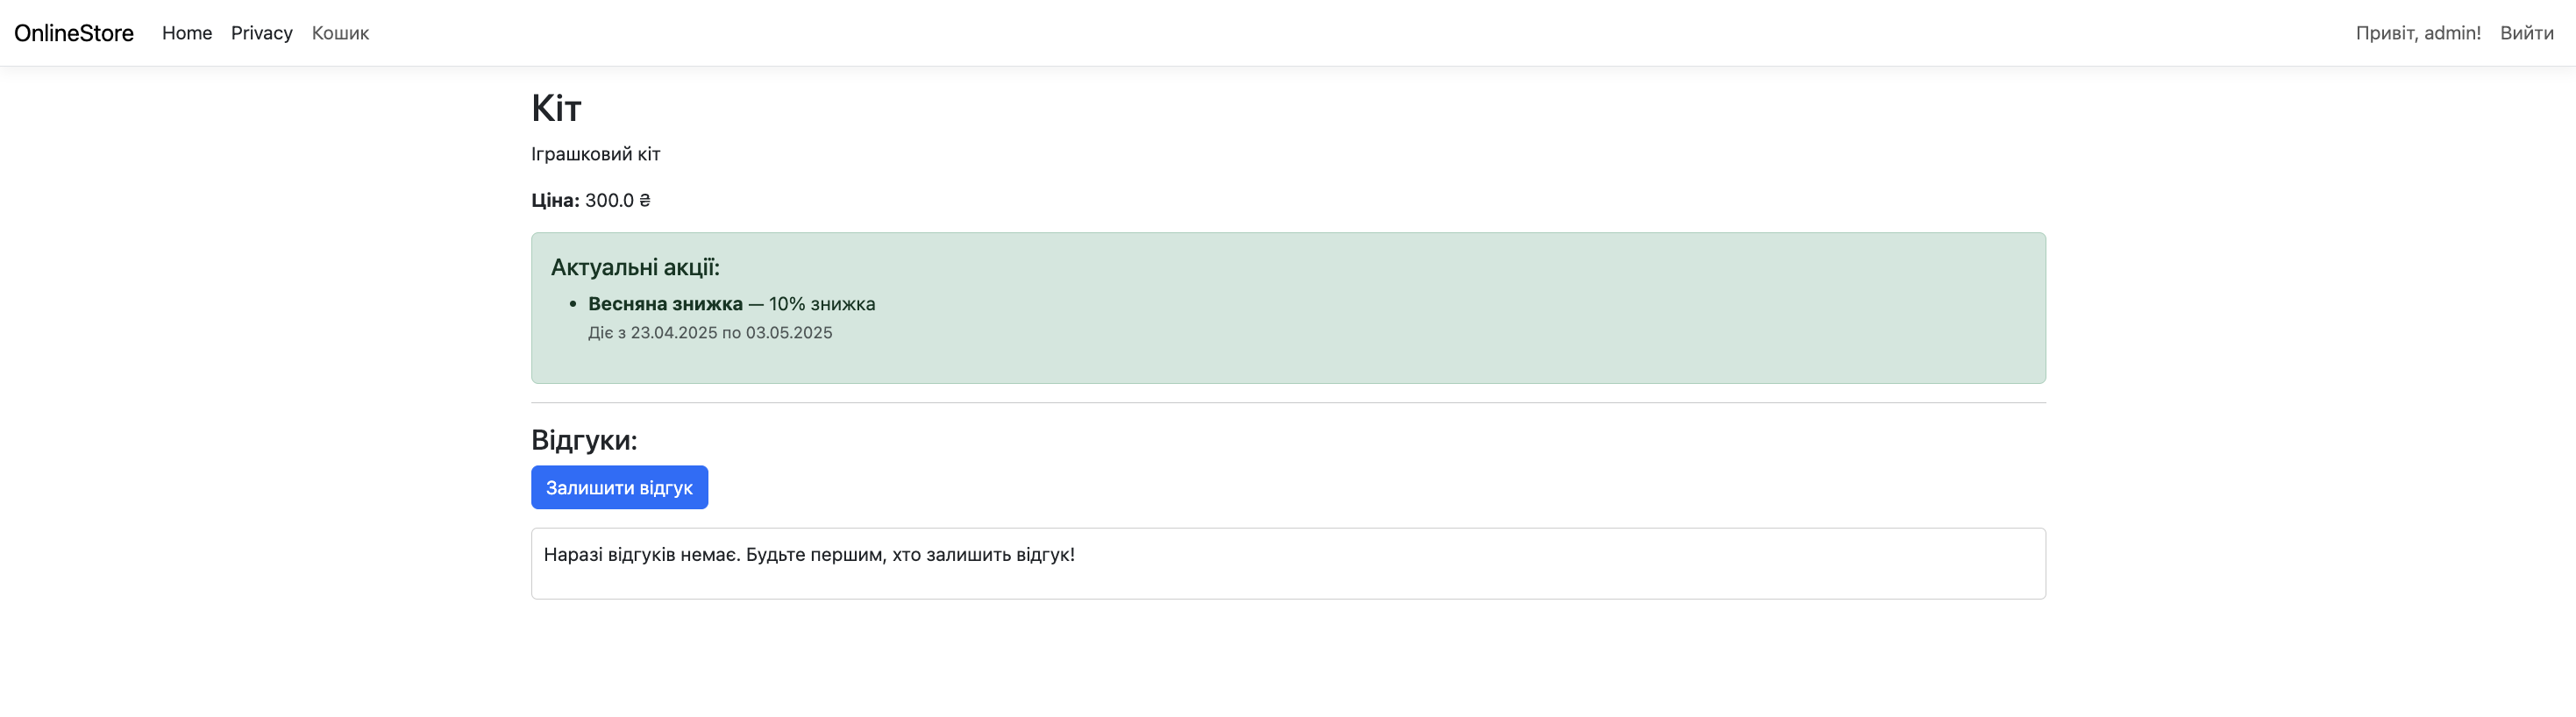 OnlineStore Home Privacy Кошик Привіт, admin! Вийти
Кіт
Іграшковий кіт
Ціна: 300.0 ₴
Актуальні акції:
• Весняна знижка — 10% знижка
Діє з 23.04.2025 по 03.05.2025
Відгуки:
Залишити відгук
Наразі відгуків немає. Будьте першим, хто залишить відгук!